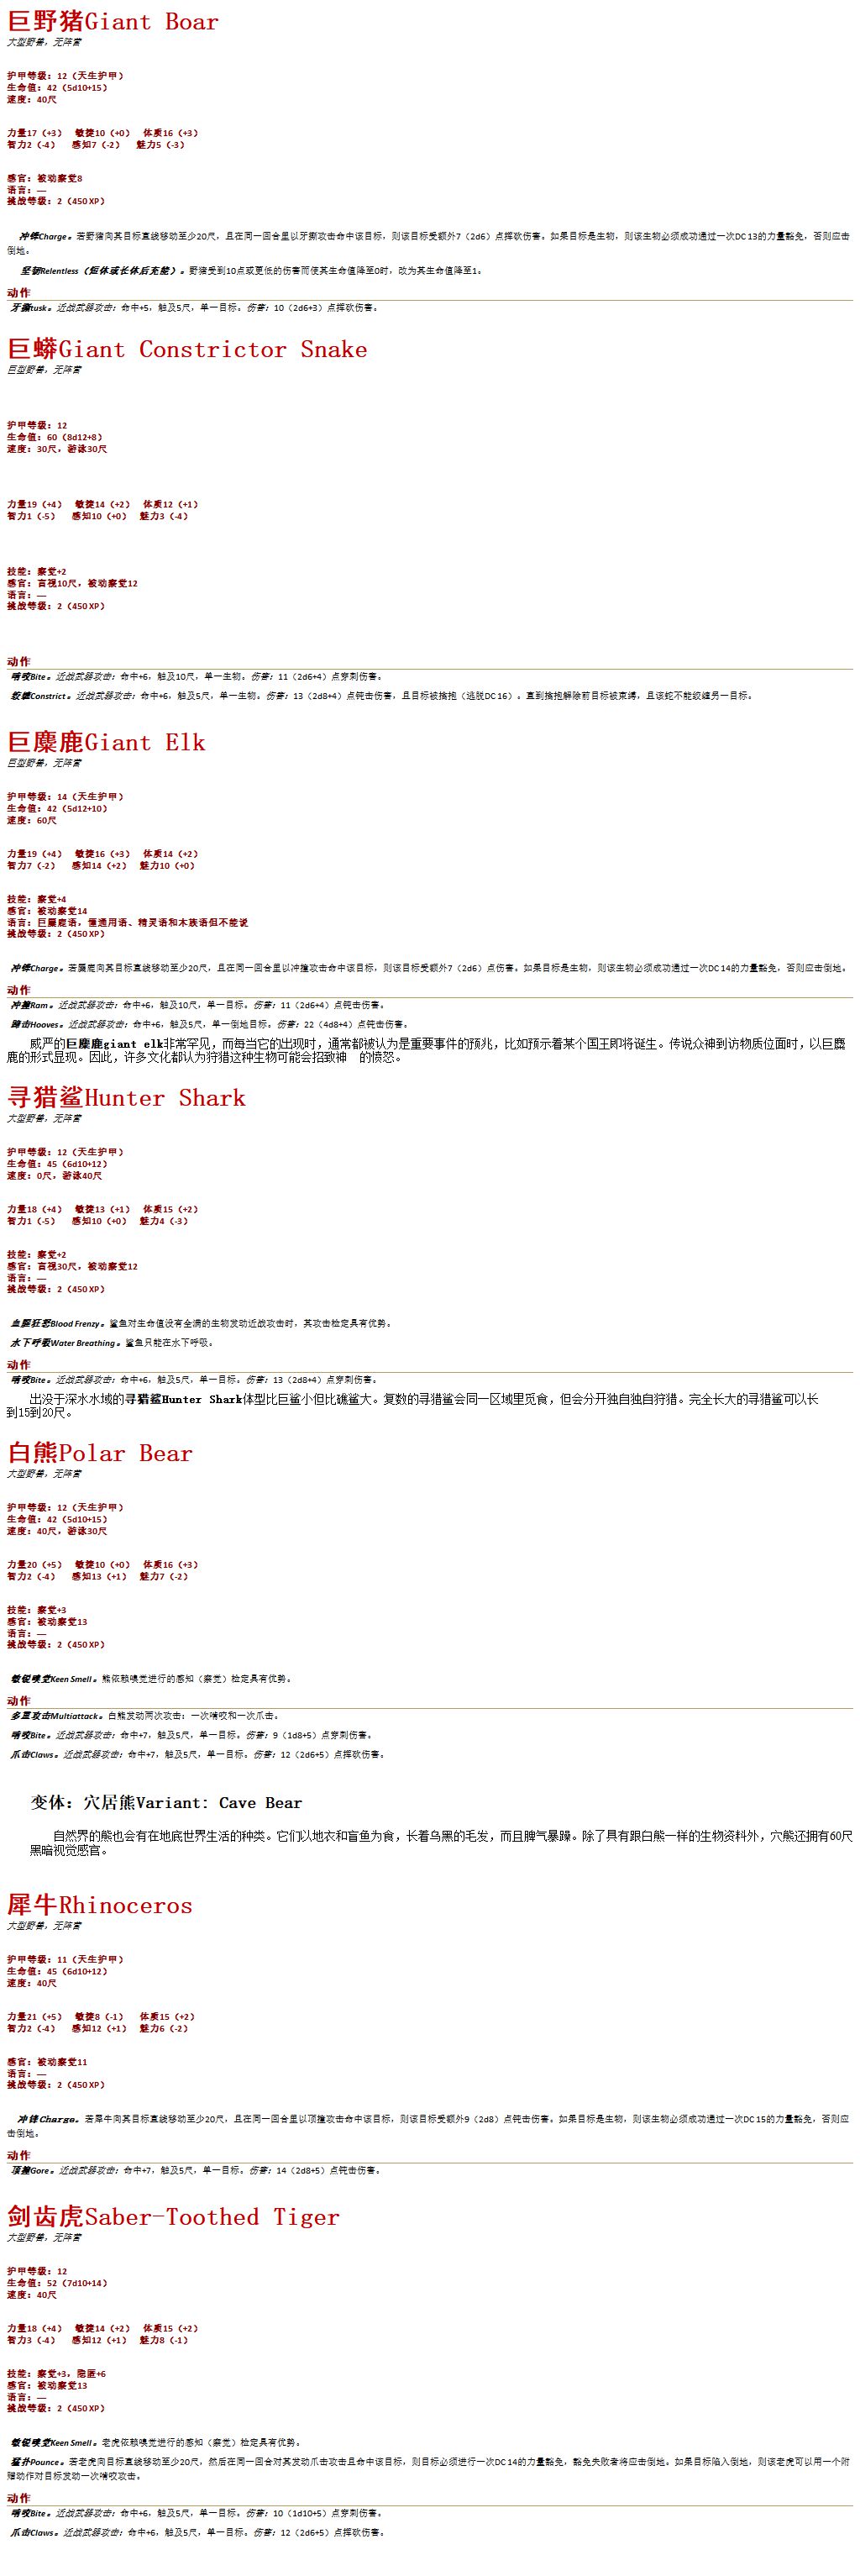 巨野猪Giant Boar
大型野兽，无阵营
护甲等级：12（天生护甲）
生命值：42（5d10+15）
速度：40尺
力量17（+3） 敏捷10（+0） 体质16（+3）
智力2（-4） 感知7（-2） 魅力5（-3）
感官：被动察觉8
语言：—
挑战等级：2（450 XP）
冲锋Charge。若野猪向其目标直线移动至少20尺，且在同一回合里以牙撕攻击命中该目标，则该目标受额外7（2d6）点挥砍伤害。如果目标是生物，则该生物必须成功通过一次DC 13的力量豁免，否则应击
倒地。
坚韧Relentless（短休或长休后充能）。野猪受到10点或更低的伤害而使其生命值降至0时，改为其生命值降至1。
动作
牙撕tusk。近战武器攻击：命中+5，触及5尺，单一目标。伤害：10（2d6+3）点挥砍伤害。
巨蟒Giant Constrictor Snake
巨型野兽，无阵营
护甲等级：12
生命值：60（8d12+8）
速度：30尺，游泳30尺
力量19（+4） 敏捷14（+2） 体质12（+1）
智力1（-5） 感知10（+0） 魅力3（-4）
技能：察觉+2
感官：盲视10尺，被动察觉12
语言：—
挑战等级：2（450 XP）
动作
啃咬Bite。近战武器攻击：命中+6，触及10尺，单一生物。伤害：11（2d6+4）点穿刺伤害。
绞缠Constrict。近战武器攻击：命中+6，触及5尺，单一生物。伤害：13（2d8+4）点钝击伤害，且目标被擒抱（逃脱DC 16）。直到擒抱解除前目标被束缚，且该蛇不能绞缠另一目标。
巨麋鹿Giant Elk
巨型野兽，无阵营
护甲等级：14（天生护甲）
生命值：42（5d12+10）
速度：60尺
力量19（+4） 敏捷16（+3） 体质14（+2）
智力7（-2） 感知14（+2） 魅力10（+0）
技能：察觉+4
感官：被动察觉14
语言：巨麋鹿语，懂通用语、精灵语和木族语但不能说
挑战等级：2（450 XP）
冲锋Charge。若麋鹿向其目标直线移动至少20尺，且在同一回合里以冲撞攻击命中该目标，则该目标受额外7（2d6）点伤害。如果目标是生物，则该生物必须成功通过一次DC 14的力量豁免，否则应击倒地。
动作
冲撞Ram。近战武器攻击：命中+6，触及10尺，单一目标。伤害：11（2d6+4）点钝击伤害。
蹄击Hooves。近战武器攻击：命中+6，触及5尺，单一倒地目标。伤害：22（4d8+4）点钝击伤害。
威严的巨麋鹿giant elk非常罕见，而每当它的出现时，通常都被认为是重要事件的预兆，比如预示着某个国王即将诞生。传说众神到访物质位面时，以巨麋
鹿的形式显现。因此，许多文化都认为狩猎这种生物可能会招致神 的愤怒。
寻猎鲨Hunter Shark
大型野兽，无阵营
护甲等级：12（天生护甲）
生命值：45（6d10+12）
速度：0尺，游泳40尺
力量18（+4） 敏捷13（+1） 体质15（+2）
智力1（-5） 感知10（+0） 魅力4（-3）
技能：察觉+2
感官：盲视30尺，被动察觉12
语言：—
挑战等级：2（450 XP）
血腥狂怒Blood Frenzy。鲨鱼对生命值没有全满的生物发动近战攻击时，其攻击检定具有优势。
水下呼吸Water Breathing。鲨鱼只能在水下呼吸。
动作
啃咬Bite。近战武器攻击：命中+6，触及5尺，单一目标。伤害：13（2d8+4）点穿刺伤害。
出没于深水水域的寻猎鲨Hunter Shark体型比巨鲨小但比礁鲨大。复数的寻猎鲨会同一区域里觅食，但会分开独自独自狩猎。完全长大的寻猎鲨可以长
到15到20尺。
白熊Polar Bear
大型野兽，无阵营
护甲等级：12（天生护甲）
生命值：42（5d10+15）
速度：40尺，游泳30尺
力量20（+5） 敏捷10（+0） 体质16（+3）
智力2（-4） 感知13（+1） 魅力7（-2）
技能：察觉+3
感官：被动察觉13
语言：—
挑战等级：2（450 XP）
敏锐嗅觉Keen Smell。熊依赖嗅觉进行的感知（察觉）检定具有优势。
动作
多重攻击Multiattack。白熊发动两次攻击：一次啃咬和一次爪击。
啃咬Bite。近战武器攻击：命中+7，触及5尺，单一目标。伤害：9（1d8+5）点穿刺伤害。
爪击Claws。近战武器攻击：命中+7，触及5尺，单一目标。伤害：12（2d6+5）点挥砍伤害。
变体：穴居熊Variant: Cave Bear
自然界的熊也会有在地底世界生活的种类。它们以地衣和盲鱼为食，长着乌黑的毛发，而且脾气暴躁。除了具有跟白熊一样的生物资料外，穴熊还拥有60尺
黑暗视觉感官。
犀牛Rhinoceros
大型野兽，无阵营
护甲等级：11（天生护甲）
生命值：45（6d10+12）
速度：40尺
力量21（+5） 敏捷8（-1） 体质15（+2）
智力2（-4） 感知12（+1） 魅力6（-2）
感官：被动察觉11
语言：—
挑战等级：2（450 XP）
冲锋Charge。若犀牛向其目标直线移动至少20尺，且在同一回合里以顶撞攻击命中该目标，则该目标受额外9（2d8）点钝击伤害。如果目标是生物，则该生物必须成功通过一次DC 15的力量豁免，否则应
击倒地。
动作
顶撞Gore。近战武器攻击：命中+7，触及5尺，单一目标。伤害：14（2d8+5）点钝击伤害。
剑齿虎Saber-Toothed Tiger
大型野兽，无阵营
护甲等级：12
生命值：52（7d10+14）
速度：40尺
力量18（+4） 敏捷14（+2） 体质15（+2）
智力3（-4） 感知12（+1） 魅力8（-1）
技能：察觉+3，隐匿+6
感官：被动察觉13
语言：—
挑战等级：2（450 XP）
敏锐嗅觉Keen Smell。老虎依赖嗅觉进行的感知（察觉）检定具有优势。
猛扑Pounce。若老虎向目标直线移动至少20尺，然后在同一回合对其发动爪击攻击且命中该目标，则目标必须进行一次DC 14的力量豁免，豁免失败者将应击倒地。如果目标陷入倒地，则该老虎可以用一个附
赠动作对目标发动一次啃咬攻击。
动作
啃咬Bite。近战武器攻击：命中+6，触及5尺，单一目标。伤害：10（1d10+5）点穿刺伤害。
爪击Claws。近战武器攻击：命中+6，触及5尺，单一目标。伤害：12（2d6+5）点挥砍伤害。